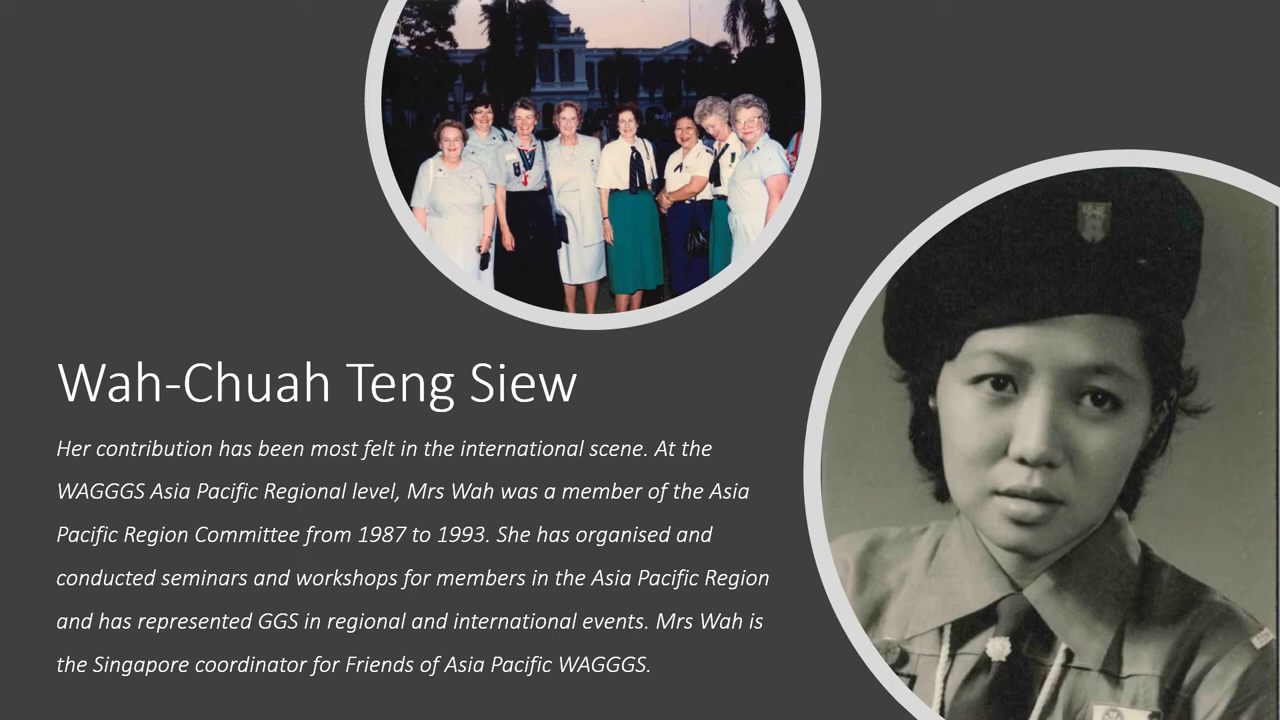 Wah-Chuah Teng Siew
Her contribution has been most felt in the international scene. At the
WAGGGS Asia Pacific Regional level, Mrs Wah was a member of the Asia
Pacific Region Committee from 1987 to 1993. She has organised and
conducted seminars and workshops for members in the Asia Pacific Region
and has represented GGS in regional and international events. Mrs Wah is
the Singapore coordinator for Friends of Asia Pacific WAGGGS.